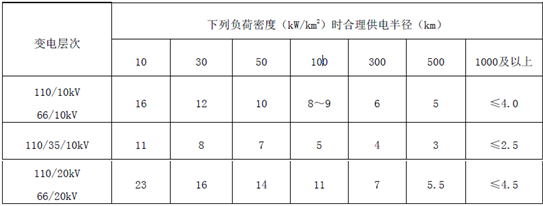 变电层次
下列负荷密度（kW/km²）时合理供电半径（km）
10 30 50 100 300 500 1000及以上
110/10kV
66/10kV
16 12 10 8～9 6 5 ≤4.0
110/35/10kV 11 8 7 5 4 3 ≤2.5
110/20kV
66/20kV
23 16 14 11 7 5.5 ≤4.5